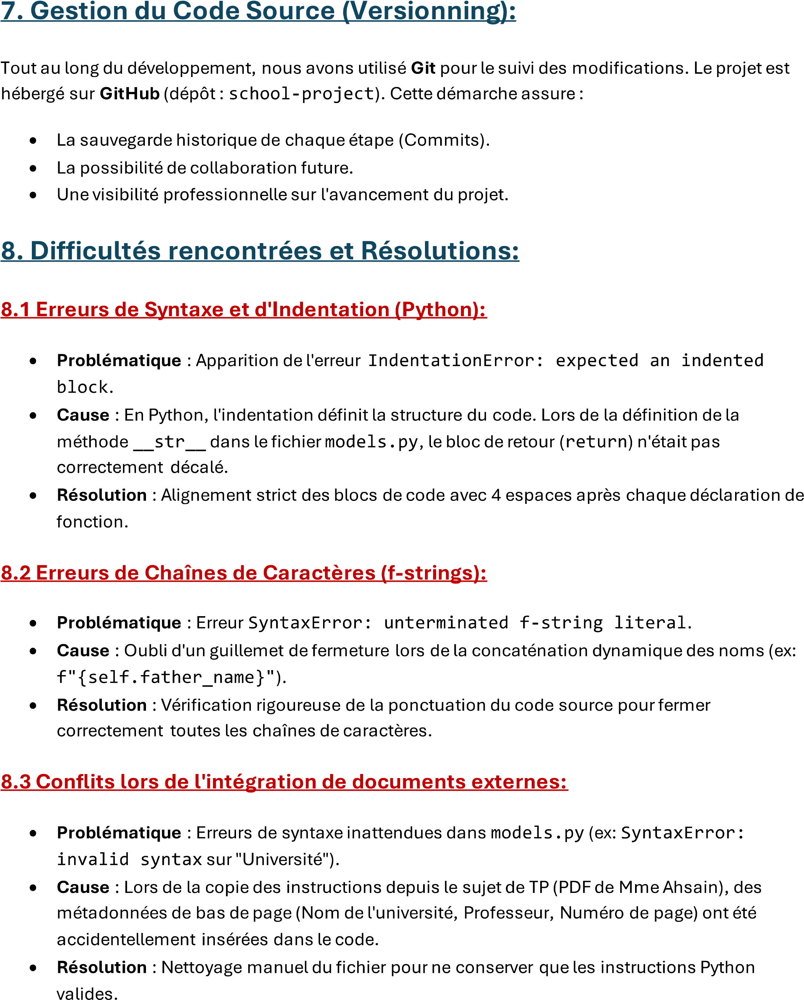 7. Gestion du Code Source (Versionning):
Tout au long du développement, nous avons utilisé Git pour le suivi des modifications. Le projet est
hébergé sur GitHub (dépôt : school-project). Cette démarche assure :
• La sauvegarde historique de chaque étape (Commits).
• La possibilité de collaboration future.
• Une visibilité professionnelle sur l'avancement du projet.
8. Difficultés rencontrées et Résolutions:
8.1 Erreurs de Syntaxe et d'Indentation (Python):
• Problématique : Apparition de l'erreur IndentationError: expected an indented
block.
• Cause : En Python, l'indentation définit la structure du code. Lors de la définition de la
méthode __str__ dans le fichier models.py, le bloc de retour (return) n'était pas
correctement décalé.
• Résolution : Alignement strict des blocs de code avec 4 espaces après chaque déclaration de
fonction.
8.2 Erreurs de Chaînes de Caractères (f-strings):
• Problématique : Erreur SyntaxError: unterminated f-string literal.
• Cause : Oubli d'un guillemet de fermeture lors de la concaténation dynamique des noms (ex:
f"{self.father_name}").
• Résolution : Vérification rigoureuse de la ponctuation du code source pour fermer
correctement toutes les chaînes de caractères.
8.3 Conflits lors de l'intégration de documents externes:
• Problématique : Erreurs de syntaxe inattendues dans models.py (ex: SyntaxError:
invalid syntax sur "Université").
• Cause : Lors de la copie des instructions depuis le sujet de TP (PDF de Mme Ahsain), des
métadonnées de bas de page (Nom de l'université, Professeur, Numéro de page) ont été
accidentellement insérées dans le code.
• Résolution : Nettoyage manuel du fichier pour ne conserver que les instructions Python
valides.